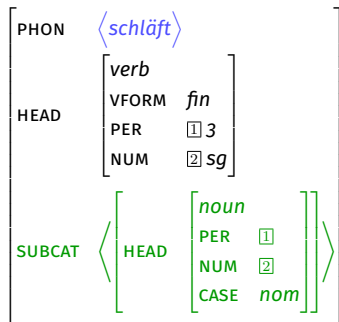 PHON ⟨schläft⟩
verb
VFORM fin
HEAD
PER 1 3
NUM 2 sg
noun
PER 1
SUBCAT ⟨ HEAD
NUM 2
CASE nom ⟩